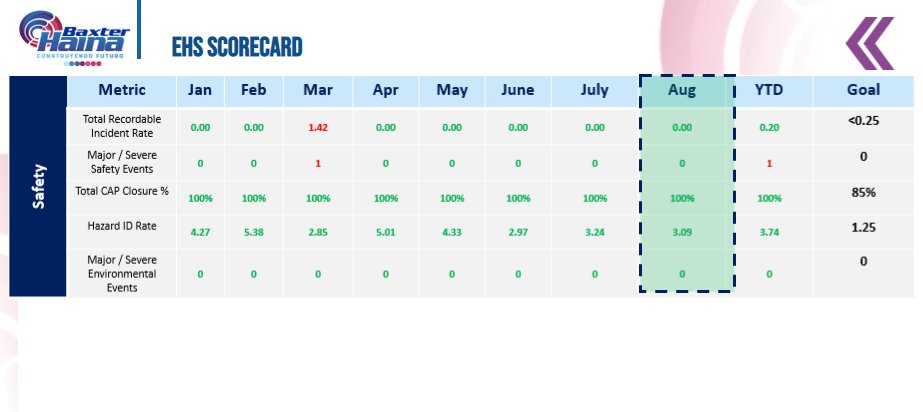 Baxter
Haina
CONSTRUYENDO FUTURO
EHS SCORECARD
Safety
Metric Jan Feb Mar Apr May June July Aug YTD Goal
Total Recordable
Incident Rate
0.00 0.00 1.42 0.00 0.00 0.00 0.00 0.00 0.20 <0.25
Major / Severe
Safety Events
0 0 1 0 0 0 0 0 1 0
Total CAP Closure %
100% 100% 100% 100% 100% 100% 100% 100% 100% 85%
Hazard ID Rate
4.27 5.38 2.85 5.01 4.33 2.97 3.24 3.09 3.74 1.25
Major / Severe
Environmental
Events
0 0 0 0 0 0 0 0 0 0